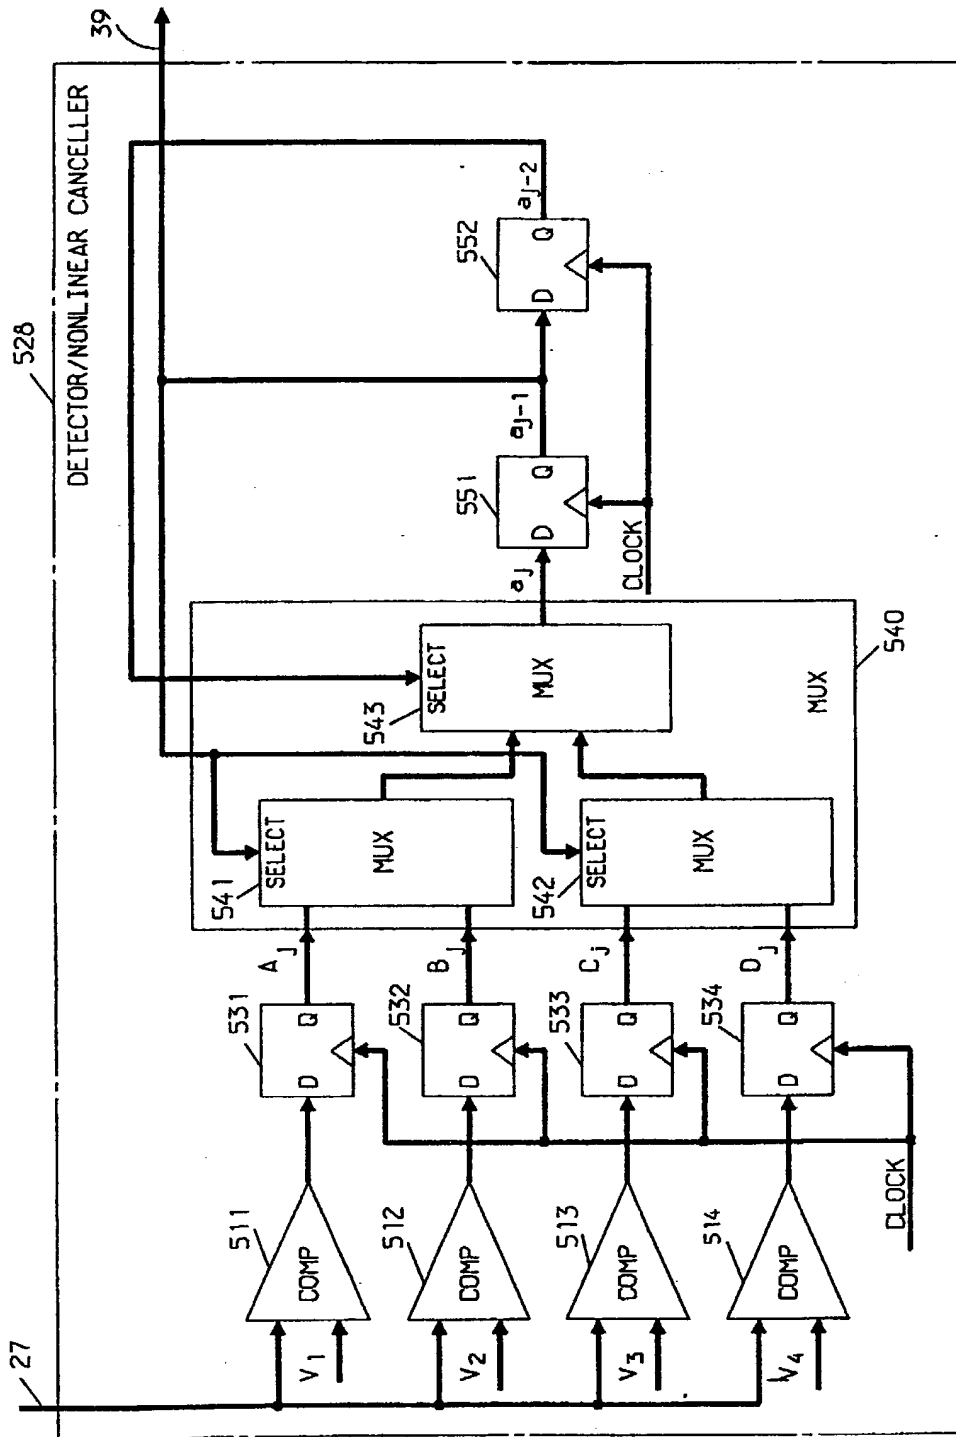 528
DETECTOR/NONLINEAR CANCELLER
27
39
V1
V2
V3
V4
511
COMP
512
COMP
513
COMP
514
COMP
CLOCK
531
D Q
532
D Q
533
D Q
534
D Q
Aj
Bj
Cj
Dj
541
SELECT
MUX
542
SELECT
MUX
543
SELECT
MUX
MUX
540
aj
551
D Q
aj-1
552
D Q
aj-2
CLOCK